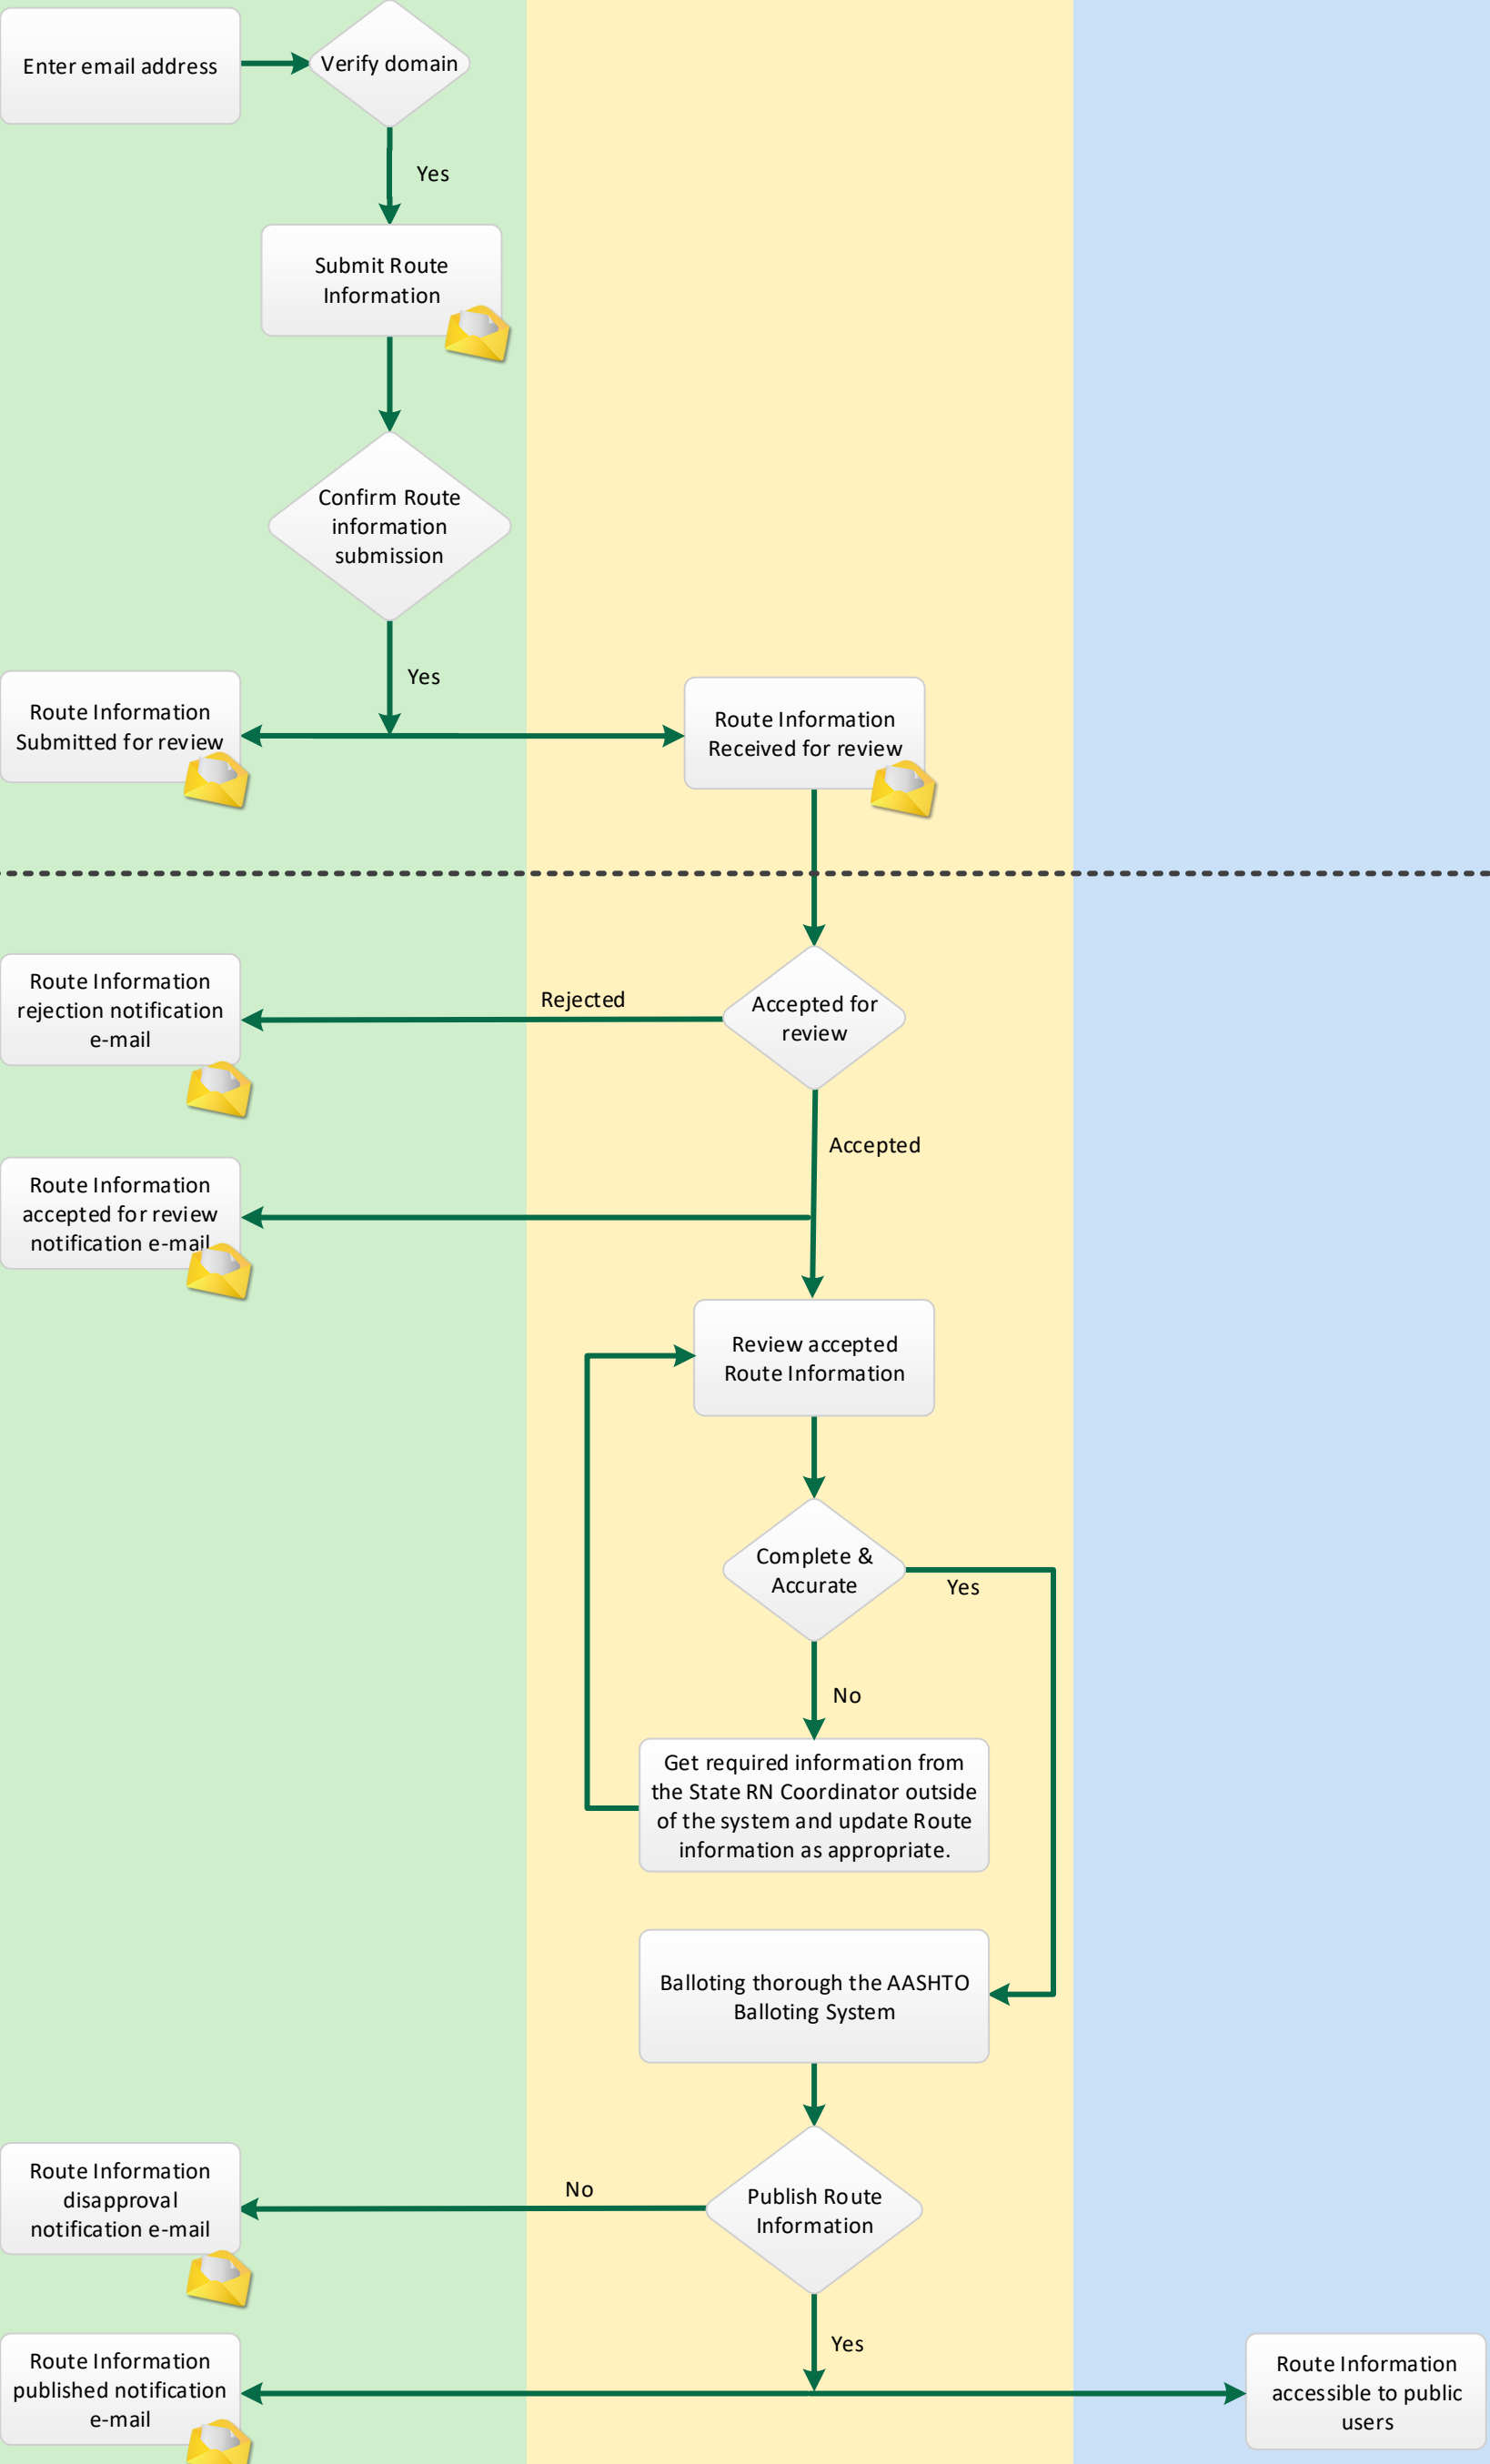 Enter email address
Verify domain
Yes
Submit Route
Information
Confirm Route
information
submission
Yes
Route Information
Submitted for review
Route Information
Received for review
Route Information
rejection notification
e-mail
Rejected
Accepted for
review
Accepted
Route Information
accepted for review
notification e-mail
Review accepted
Route Information
Complete &
Accurate
Yes
No
Get required information from
the State RN Coordinator outside
of the system and update Route
information as appropriate.
Balloting thorough the AASHTO
Balloting System
Route Information
disapproval
notification e-mail
No
Publish Route
Information
Yes
Route Information
published notification
e-mail
Route Information
accessible to public
users